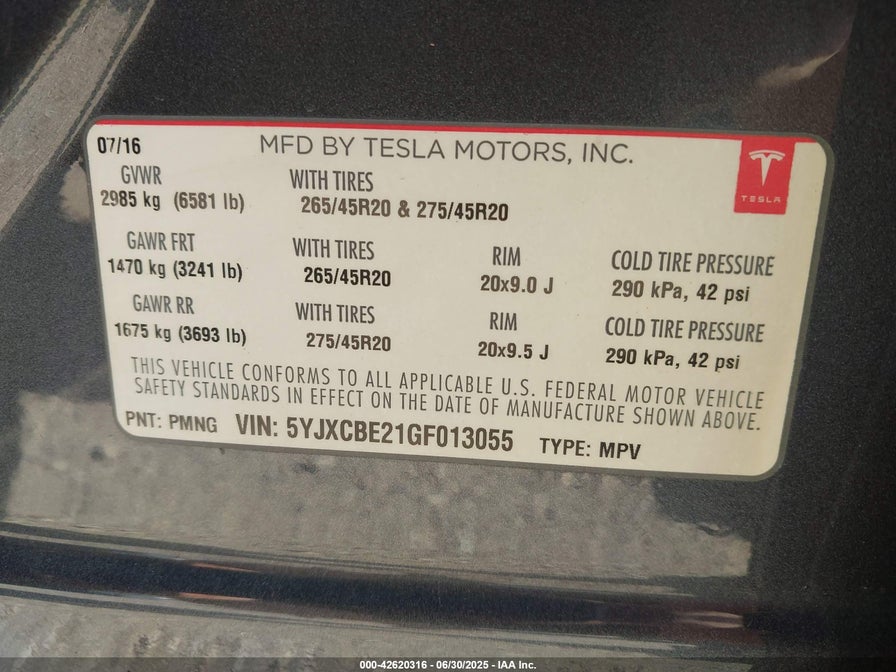 07/16 MFD BY TESLA MOTORS, INC.
TESLA
GVWR WITH TIRES
2985 kg (6581 lb) 265/45R20 & 275/45R20
GAWR FRT WITH TIRES RIM COLD TIRE PRESSURE
1470 kg (3241 lb) 265/45R20 20x9.0 J 290 kPa, 42 psi
GAWR RR WITH TIRES RIM COLD TIRE PRESSURE
1675 kg (3693 lb) 275/45R20 20x9.5 J 290 kPa, 42 psi
THIS VEHICLE CONFORMS TO ALL APPLICABLE U.S. FEDERAL MOTOR VEHICLE
SAFETY STANDARDS IN EFFECT ON THE DATE OF MANUFACTURE SHOWN ABOVE.
PNT: PMNG VIN: 5YJXCBE21GF013055 TYPE: MPV
000-42620316 - 06/30/2025 - IAA Inc.